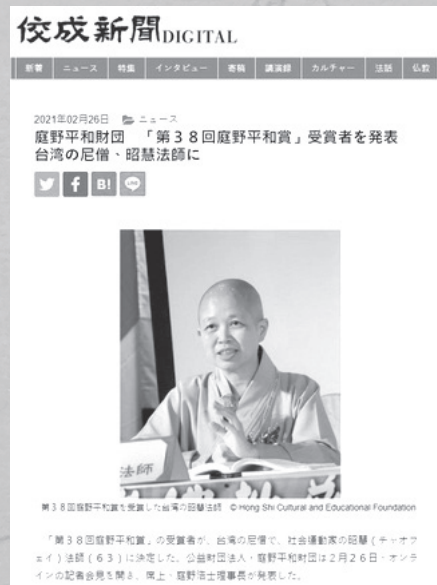 佼成新聞DIGITAL
新着 ニュース 特集 インタビュー 寄稿 講演録 カルチャー 法話 仏教
2021年02月26日 ニュース
庭野平和財団 「第38回庭野平和賞」受賞者を発表
台湾の尼僧、昭慧法師に
B! LINE
法師
第38回庭野平和賞を受賞した台湾の昭慧法師 © Hong Shi Cultural and Educational Foundation
「第38回庭野平和賞」の受賞者が、台湾の尼僧で、社会運動家の昭慧（チャオフ
ェイ）法師（63）に決定した。公益財団法人・庭野平和財団は2月26日、オンラ
インの記者会見を開き、席上、庭野浩士理事長が発表した。